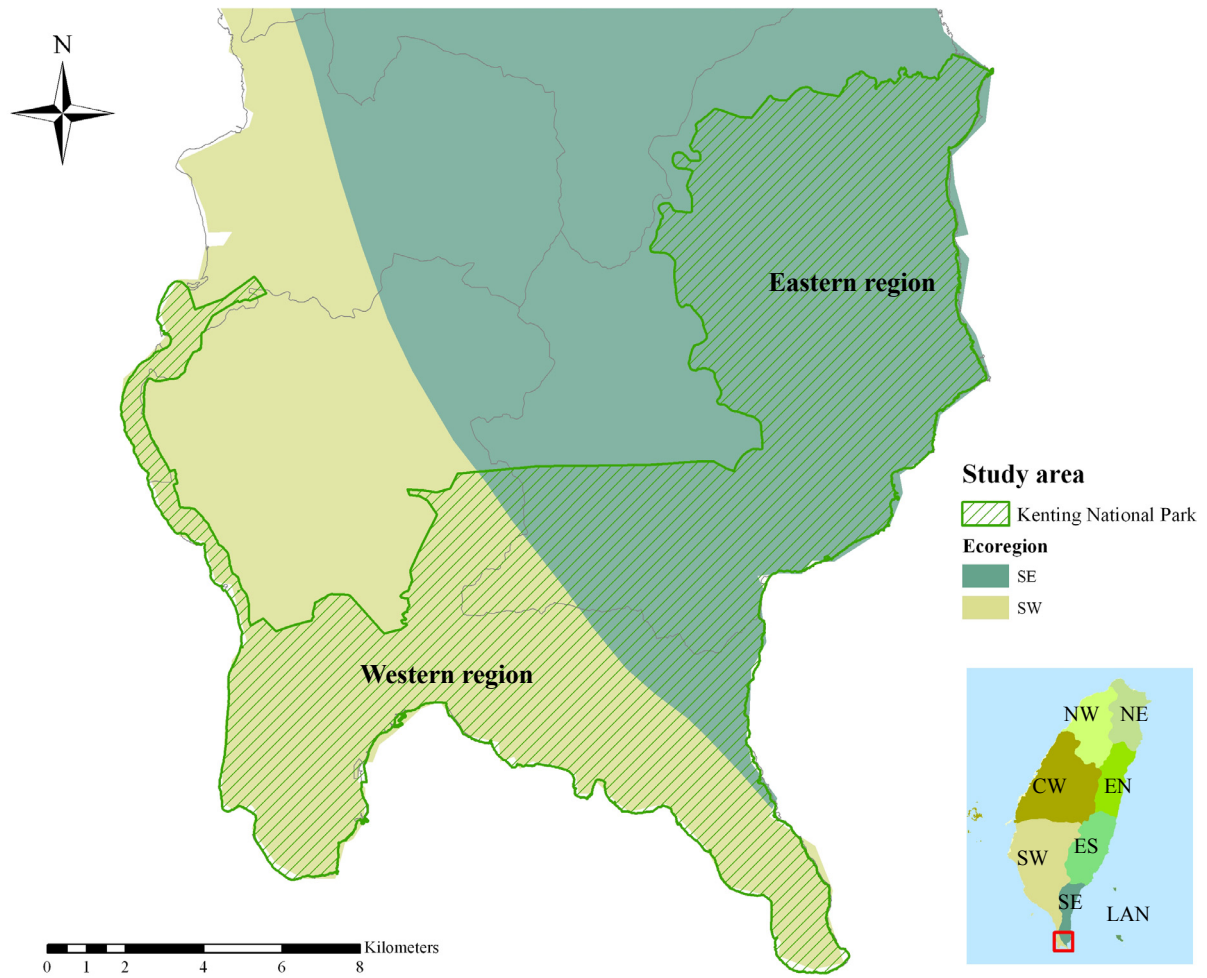 N
Eastern region
Western region
Study area
Kenting National Park
Ecoregion
SE
SW
NW
NE
CW
EN
ES
SW
SE
LAN
Kilometers
0 1 2 4 6 8